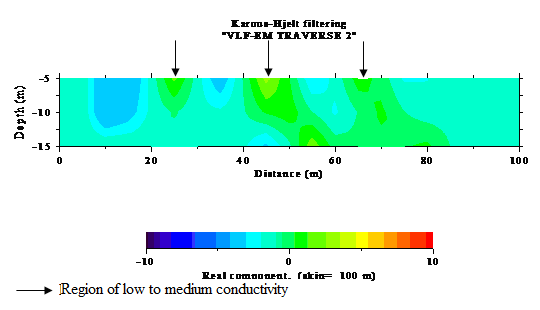 Karous-Hjelt filtering
"VLF-EM TRAVERSE 2"
Depth (m)
-5
-10
-15
0 20 40 60 80 100
Distance (m)
-10 0 10
Real component, (skin= 100 m)
Region of low to medium conductivity